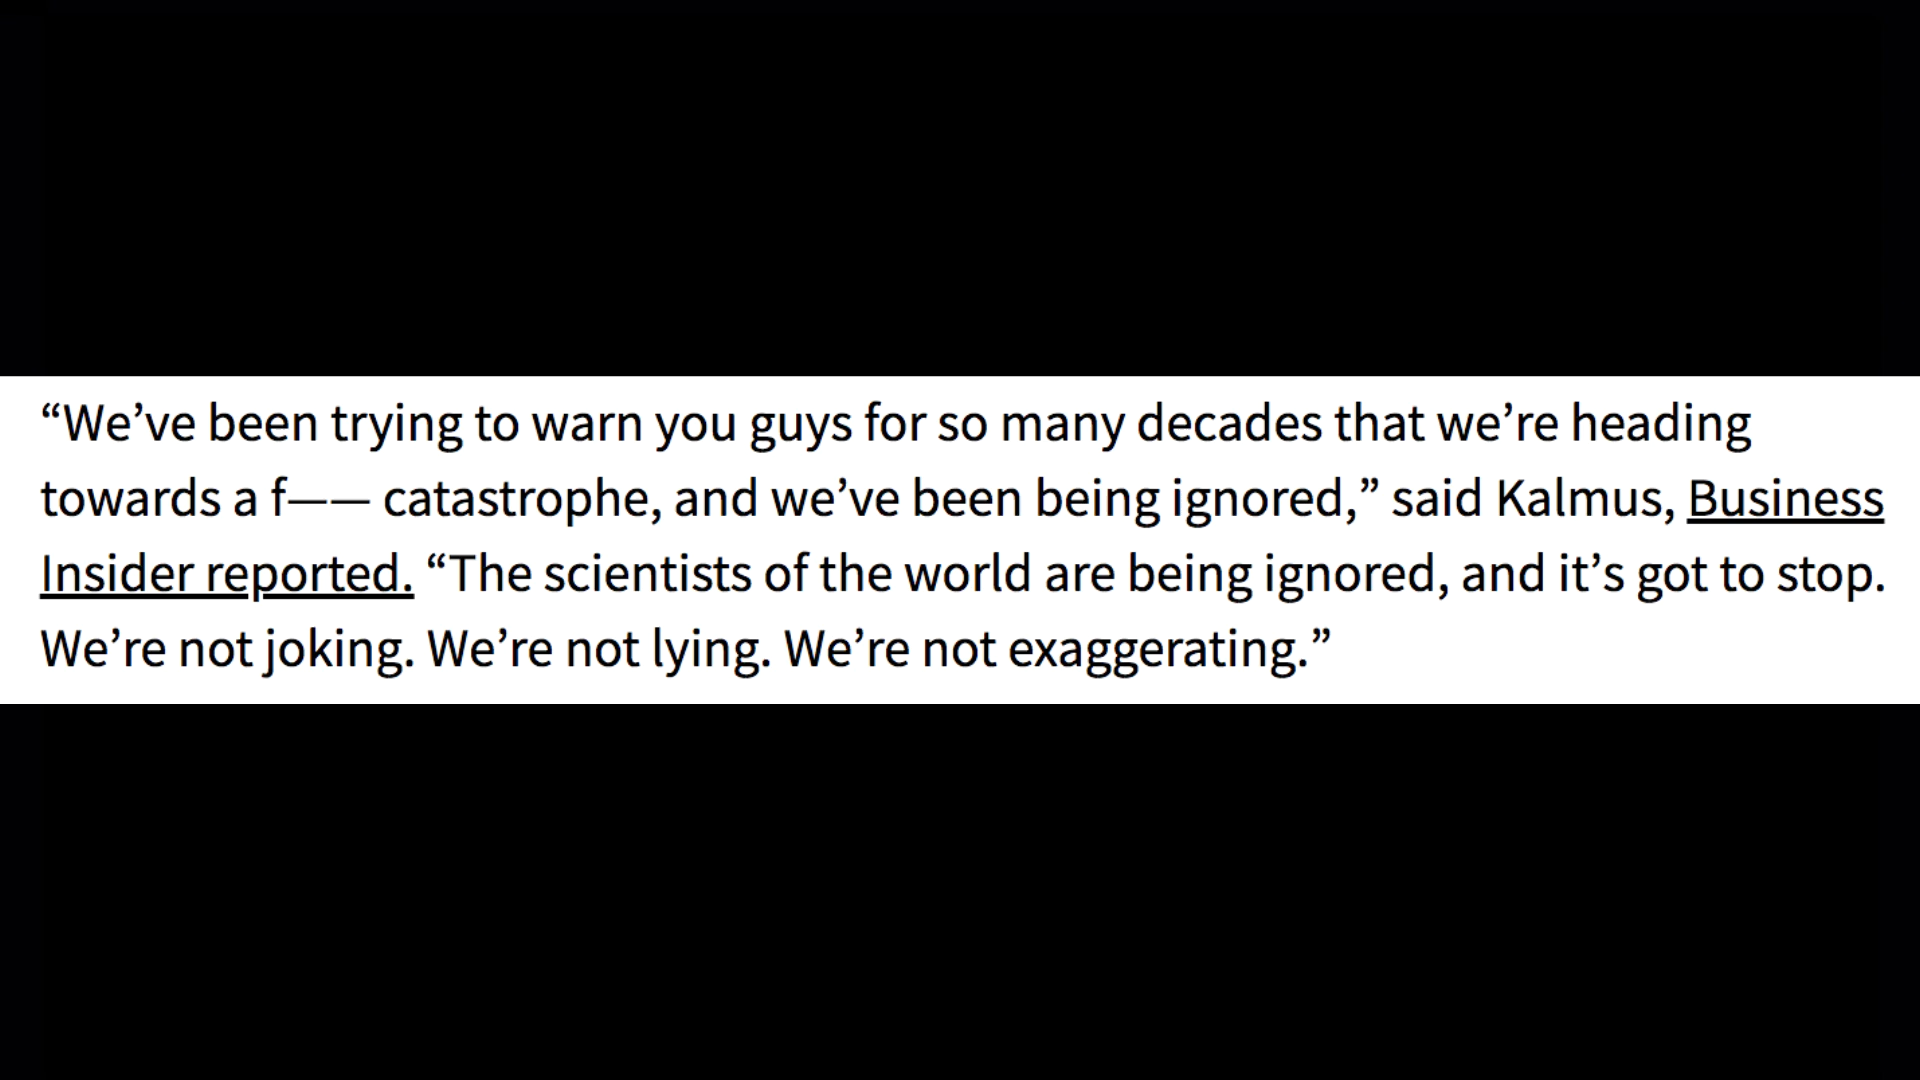 “We’ve been trying to warn you guys for so many decades that we’re heading
towards a f—— catastrophe, and we’ve been being ignored,” said Kalmus, Business
Insider reported. “The scientists of the world are being ignored, and it’s got to stop.
We’re not joking. We’re not lying. We’re not exaggerating.”